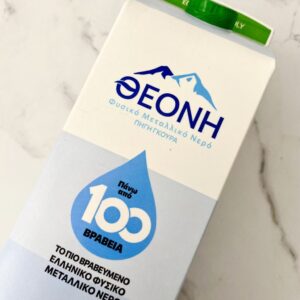 ΘΕΟΝΗ
Φυσικό Μεταλλικό Νερό
ΠΗΓΗ ΓΚΟΥΡΑ
Πάνω
από
100
ΒΡΑΒΕΙΑ
ΤΟ ΠΙΟ ΒΡΑΒΕΥΜΕΝΟ
ΕΛΛΗΝΙΚΟ ΦΥΣΙΚΟ
ΜΕΤΑΛΛΙΚΟ ΝΕΡΟ